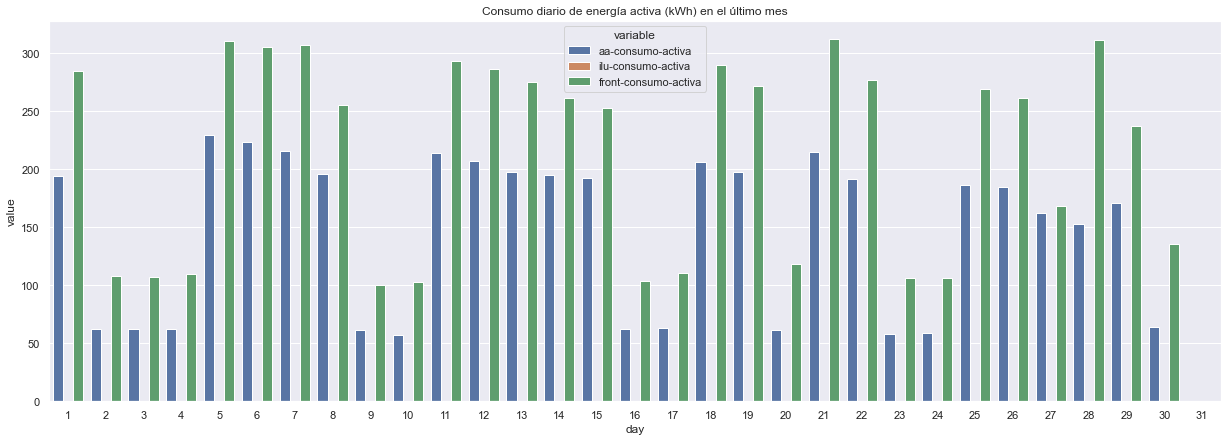 Consumo diario de energía activa (kWh) en el último mes
variable
aa-consumo-activa
ilu-consumo-activa
front-consumo-activa
300
250
200
150
100
50
0
value
1 2 3 4 5 6 7 8 9 10 11 12 13 14 15 16 17 18 19 20 21 22 23 24 25 26 27 28 29 30 31
day